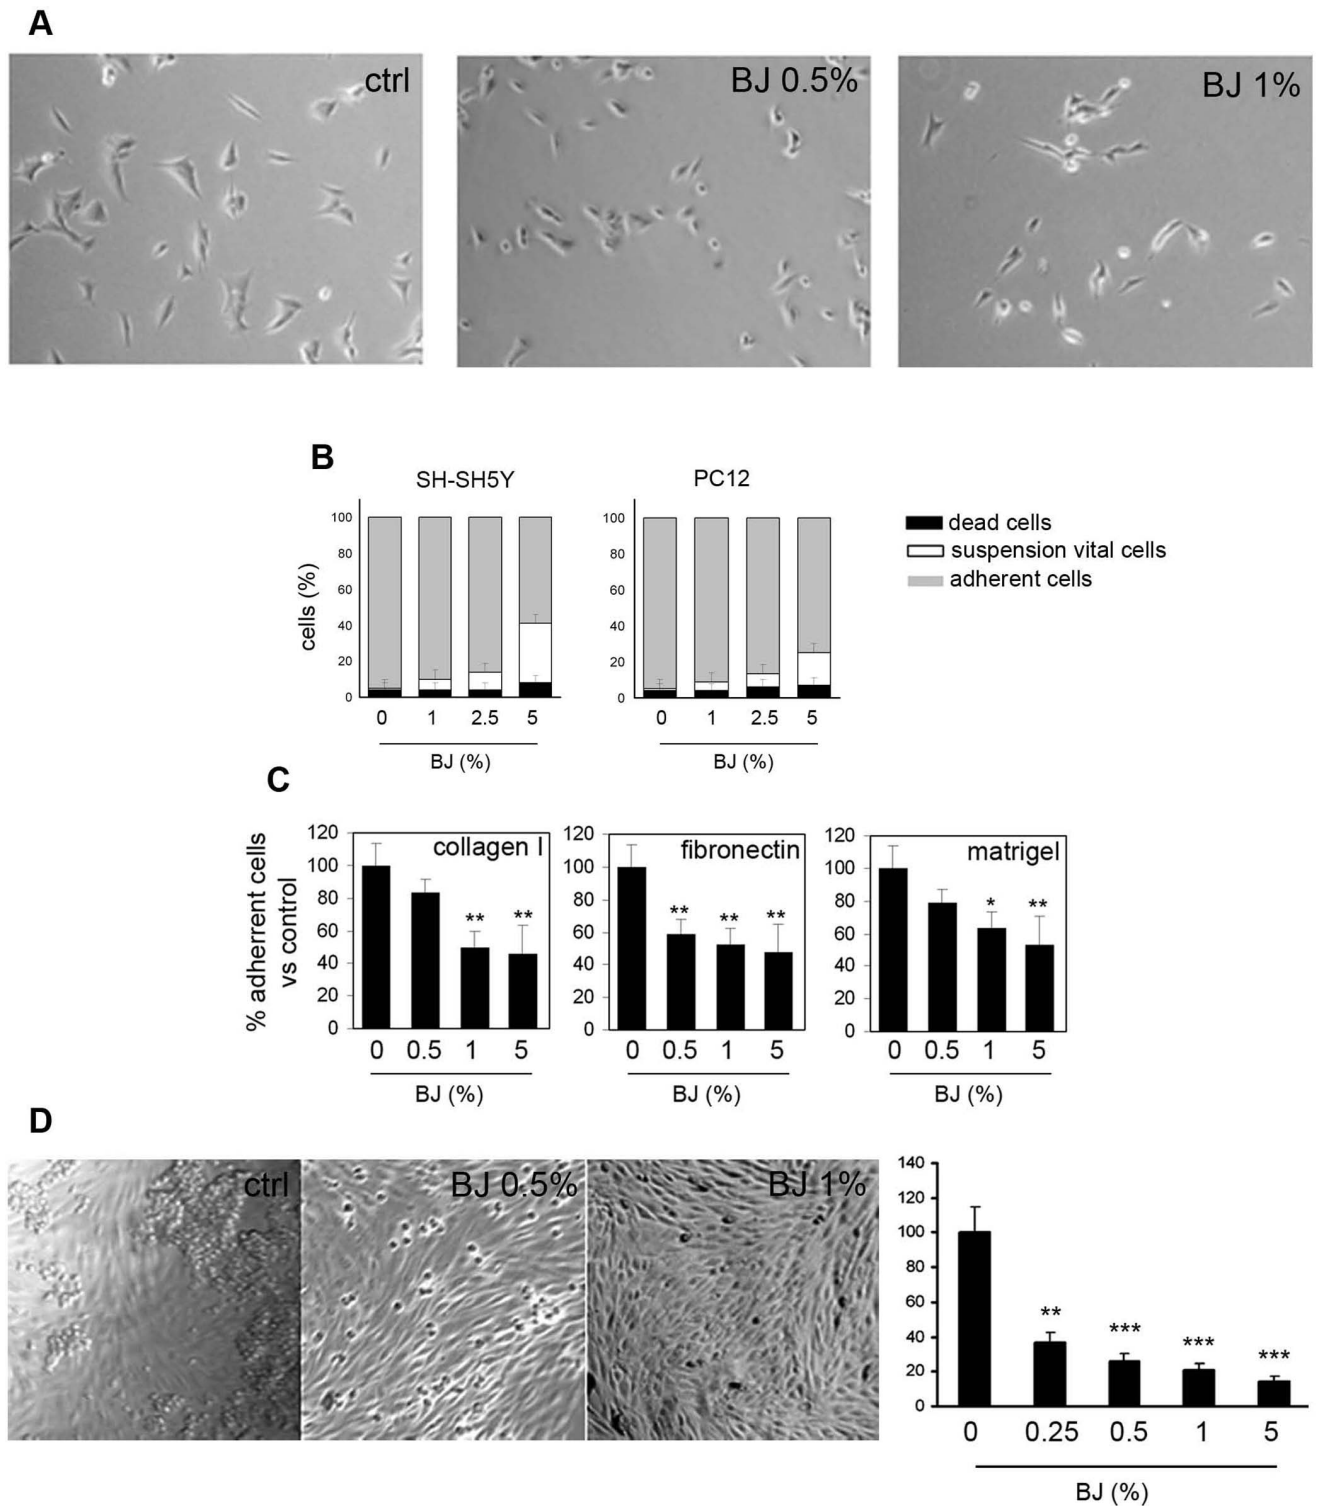 A
ctrl
BJ 0.5%
BJ 1%
B
SH-SH5Y
PC12
cells (%)
100
80
60
40
20
0
0 1 2.5 5
BJ (%)
100
80
60
40
20
0
0 1 2.5 5
BJ (%)
dead cells
suspension vital cells
adherent cells
C
% adherrent cells
vs control
120
100
80
60
40
20
0
collagen I
** **
0 0.5 1 5
BJ (%)
120
100
80
60
40
20
0
fibronectin
** ** **
0 0.5 1 5
BJ (%)
120
100
80
60
40
20
0
matrigel
* **
0 0.5 1 5
BJ (%)
D
ctrl
BJ 0.5%
BJ 1%
140
120
100
80
60
40
20
0
** *** *** ***
0 0.25 0.5 1 5
BJ (%)